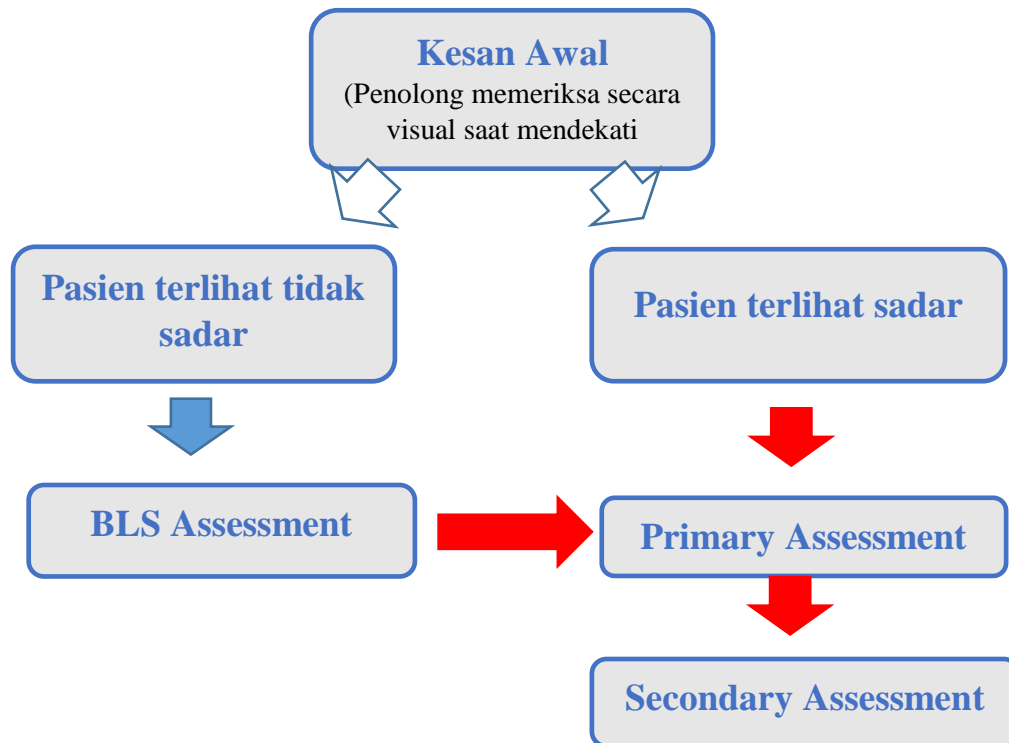 Kesan Awal
(Penolong memeriksa secara
visual saat mendekati
Pasien terlihat tidak
sadar
Pasien terlihat sadar
BLS Assessment
Primary Assessment
Secondary Assessment